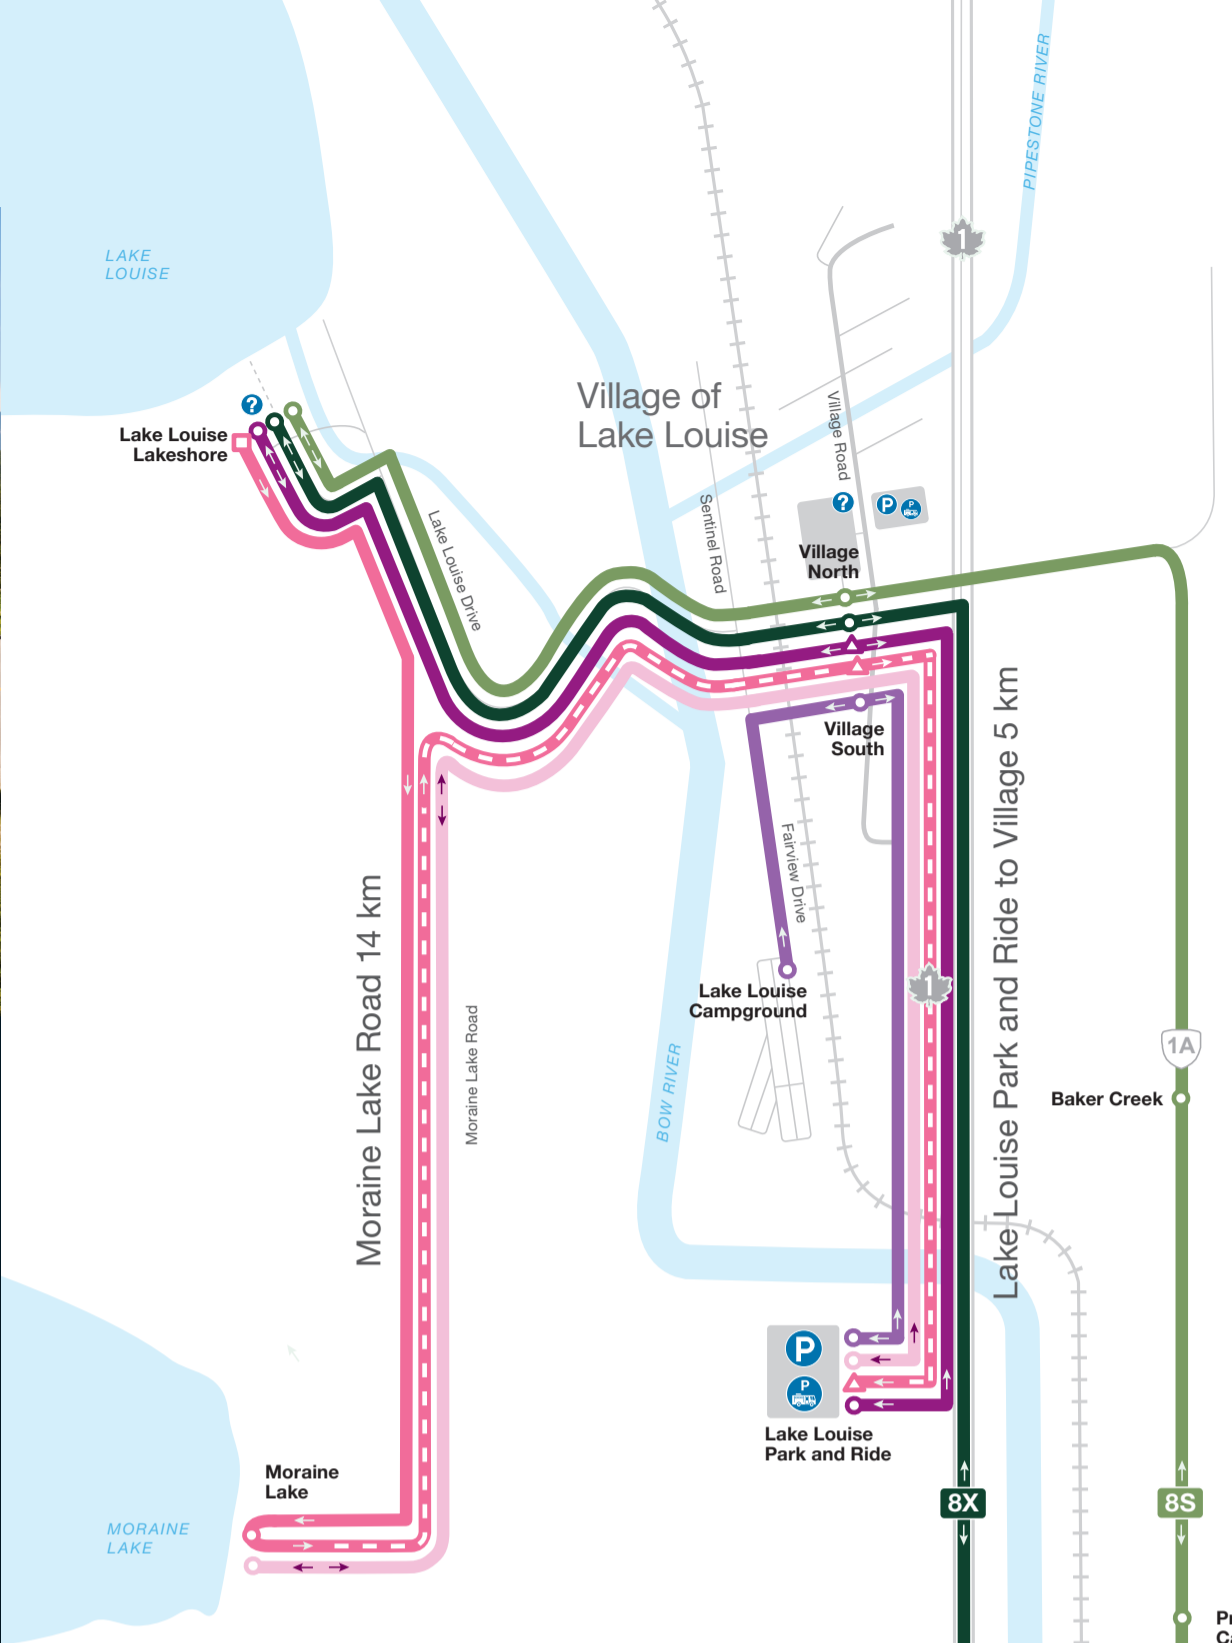 PIPESTONE RIVER
1
LAKE
LOUISE
Village of
Lake Louise
Village Road
?
Lake Louise
Lakeshore
Sentinel Road
Lake Louise Drive
?
P
Village
North
Village
South
Lake Louise Park and Ride to Village 5 km
Fairview Drive
Moraine Lake Road 14 km
1
Lake Louise
Campground
Moraine Lake Road
BOW RIVER
1A
Baker Creek
P
P
Lake Louise
Park and Ride
Moraine
Lake
8X
8S
MORAINE
LAKE